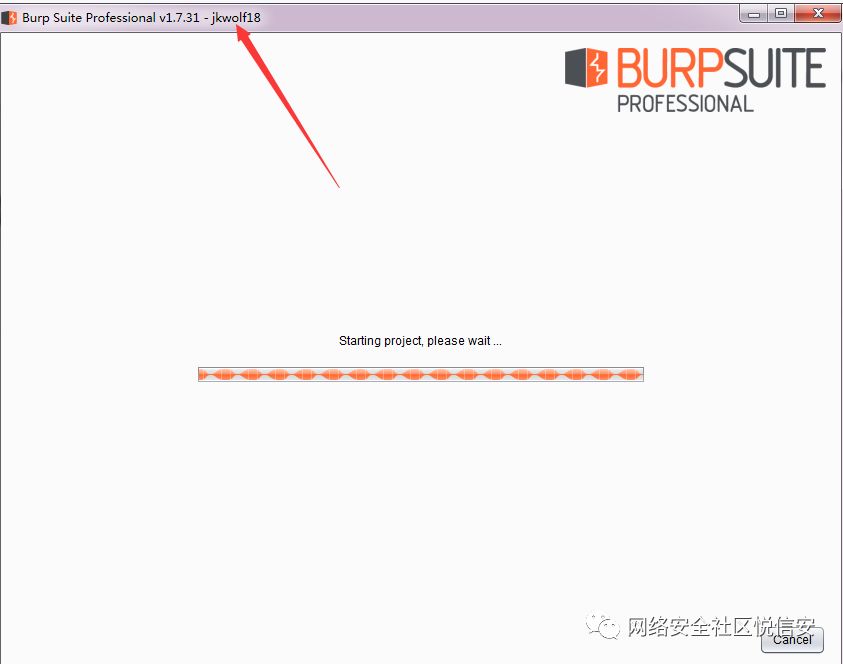 Burp Suite Professional v1.7.31 - jkwolf18
BURPSUITE
PROFESSIONAL
Starting project, please wait ...
网络安全社区悦信安
Cancel